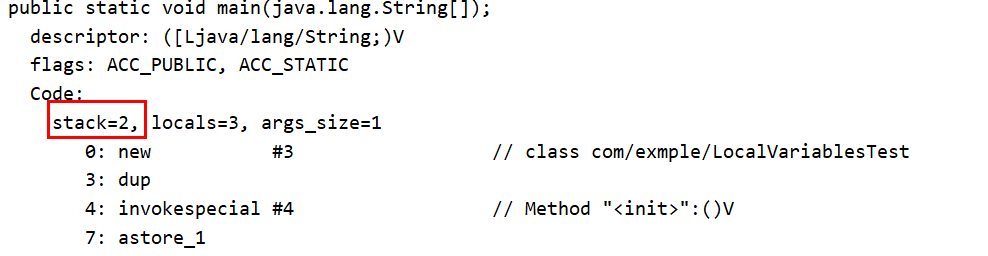 public static void main(java.lang.String[]);
descriptor: ([Ljava/lang/String;)V
flags: ACC_PUBLIC, ACC_STATIC
Code:
stack=2, locals=3, args_size=1
0: new #3 // class com/exmple/LocalVariablesTest
3: dup
4: invokespecial #4 // Method "<init>":()V
7: astore_1